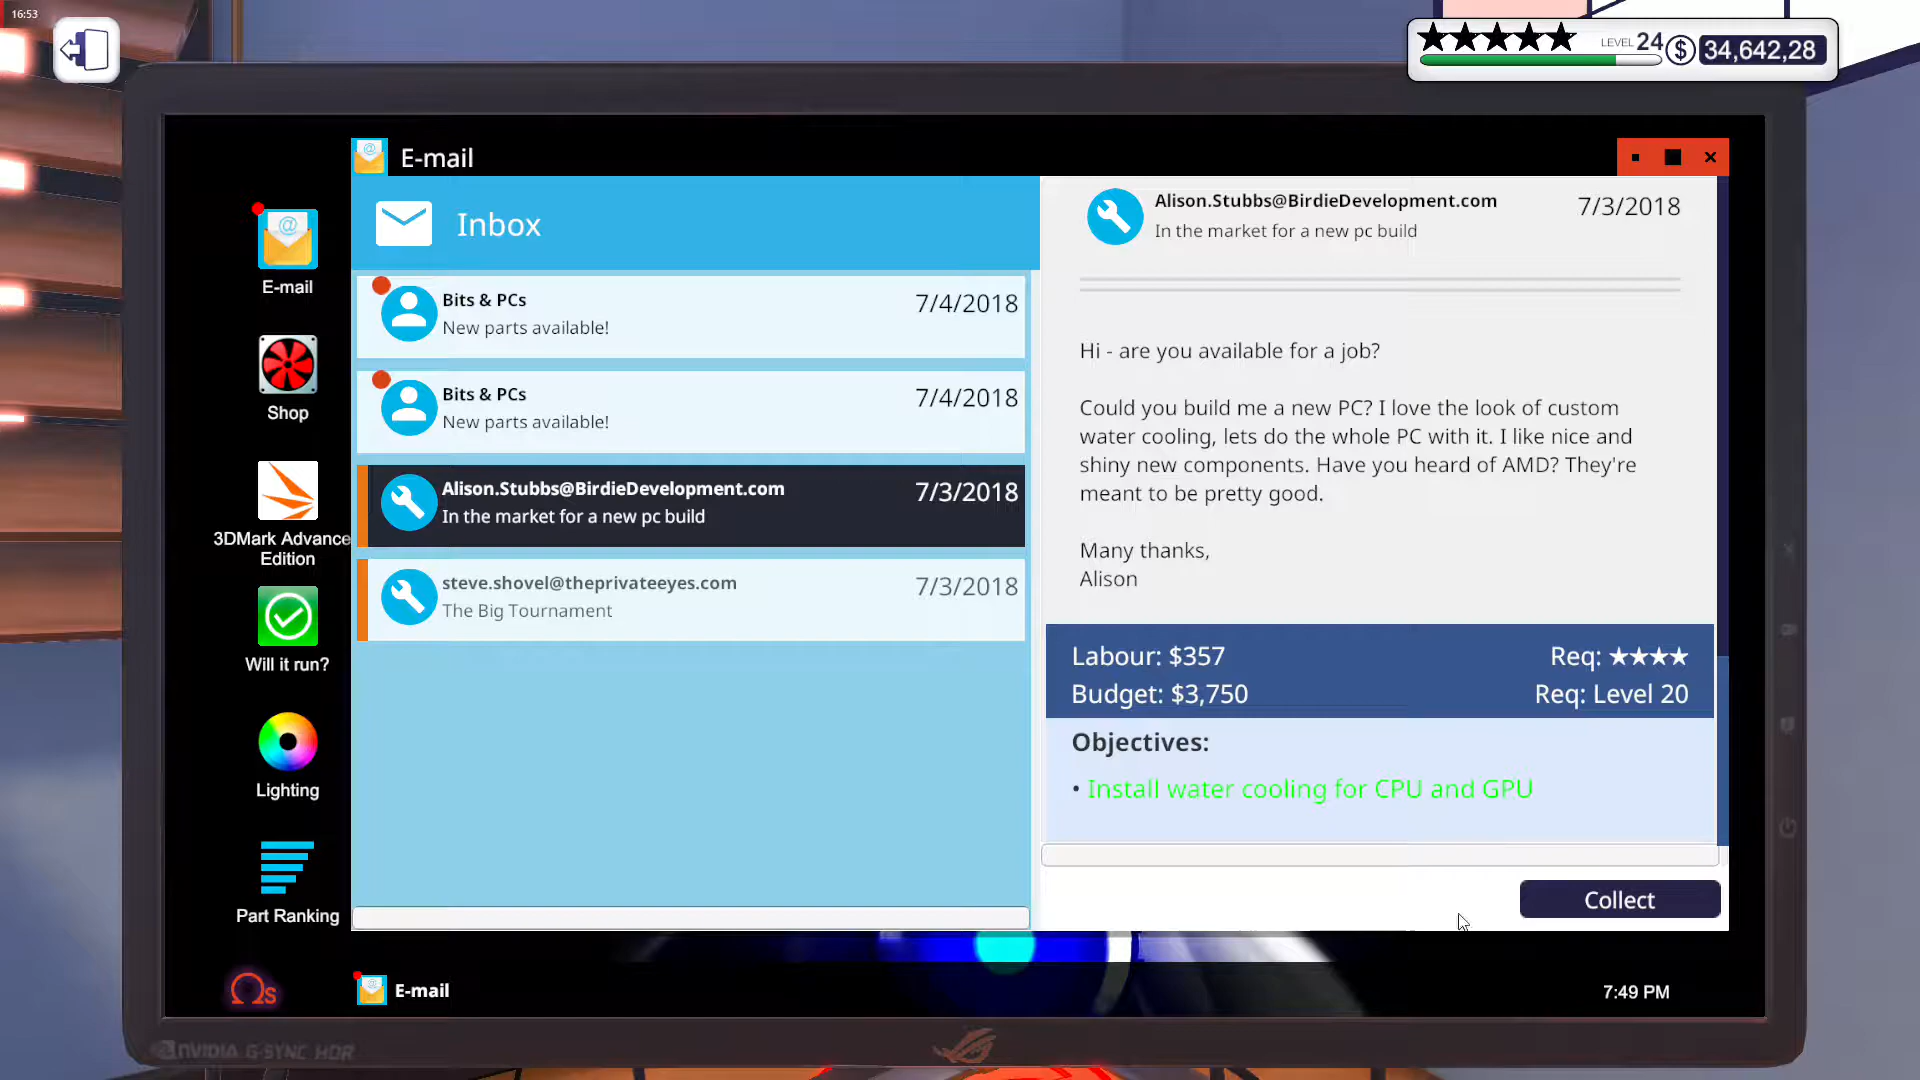 16:53
LEVEL 24
$ 34,642,28
E-mail
Inbox
Bits & PCs
7/4/2018
New parts available!
Bits & PCs
7/4/2018
New parts available!
Alison.Stubbs@BirdieDevelopment.com
7/3/2018
In the market for a new pc build
steve.shovel@theprivateeyes.com
7/3/2018
The Big Tournament
E-mail
Shop
3DMark Advance
Edition
Will it run?
Lighting
Part Ranking
Alison.Stubbs@BirdieDevelopment.com
7/3/2018
In the market for a new pc build
Hi - are you available for a job?
Could you build me a new PC? I love the look of custom
water cooling, lets do the whole PC with it. I like nice and
shiny new components. Have you heard of AMD? They're
meant to be pretty good.
Many thanks,
Alison
Labour: $357
Req: ★★★★
Budget: $3,750
Req: Level 20
Objectives:
• Install water cooling for CPU and GPU
Collect
Ωs
E-mail
7:49 PM
NVIDIA G-SYNC HDR